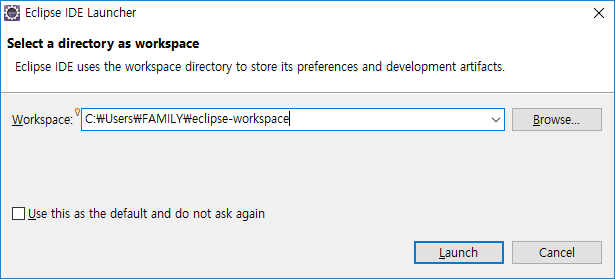 Eclipse IDE Launcher
Select a directory as workspace
Eclipse IDE uses the workspace directory to store its preferences and development artifacts.
Workspace: C:₩Users₩FAMILY₩eclipse-workspace Browse...
Use this as the default and do not ask again
Launch Cancel